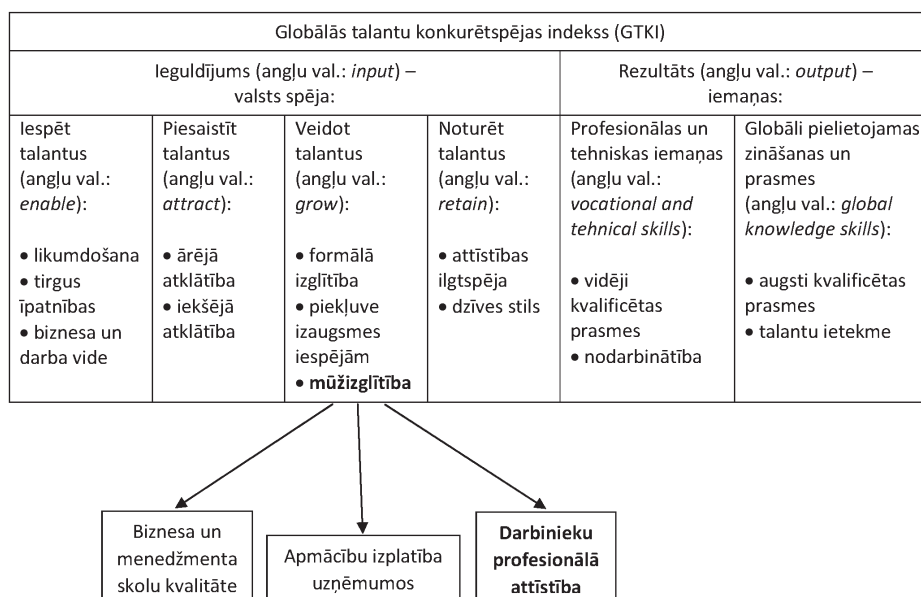 Globālās talantu konkurētspējas indekss (GTKI)
Ieguldījums (angļu val.: input) –
valsts spēja:
Rezultāts (angļu val.: output) –
iemaņas:
Iespēt
talantus
(angļu val.:
enable):
• likumdošana
• tirgus
īpatnības
• biznesa un
darba vide
Piesaistīt
talantus
(angļu val.:
attract):
• ārējā
atklātība
• iekšējā
atklātība
Veidot
talantus
(angļu val.:
grow):
• formālā
izglītība
• piekļuve
izaugsmes
iespējām
• mūžizglītība
Noturēt
talantus
(angļu val.:
retain):
• attīstības
ilgtspēja
• dzīves stils
Profesionālas un
tehniskas iemaņas
(angļu val.:
vocational and
tehnical skills):
• vidēji
kvalificētas
prasmes
• nodarbinātība
Globāli pielietojamas
zināšanas un
prasmes
(angļu val.: global
knowledge skills):
• augsti kvalificētas
prasmes
• talantu ietekme
Biznesa un
menedžmenta
skolu kvalitāte
Apmācību izplatība
uzņēmumos
Darbinieku
profesionālā
attīstība